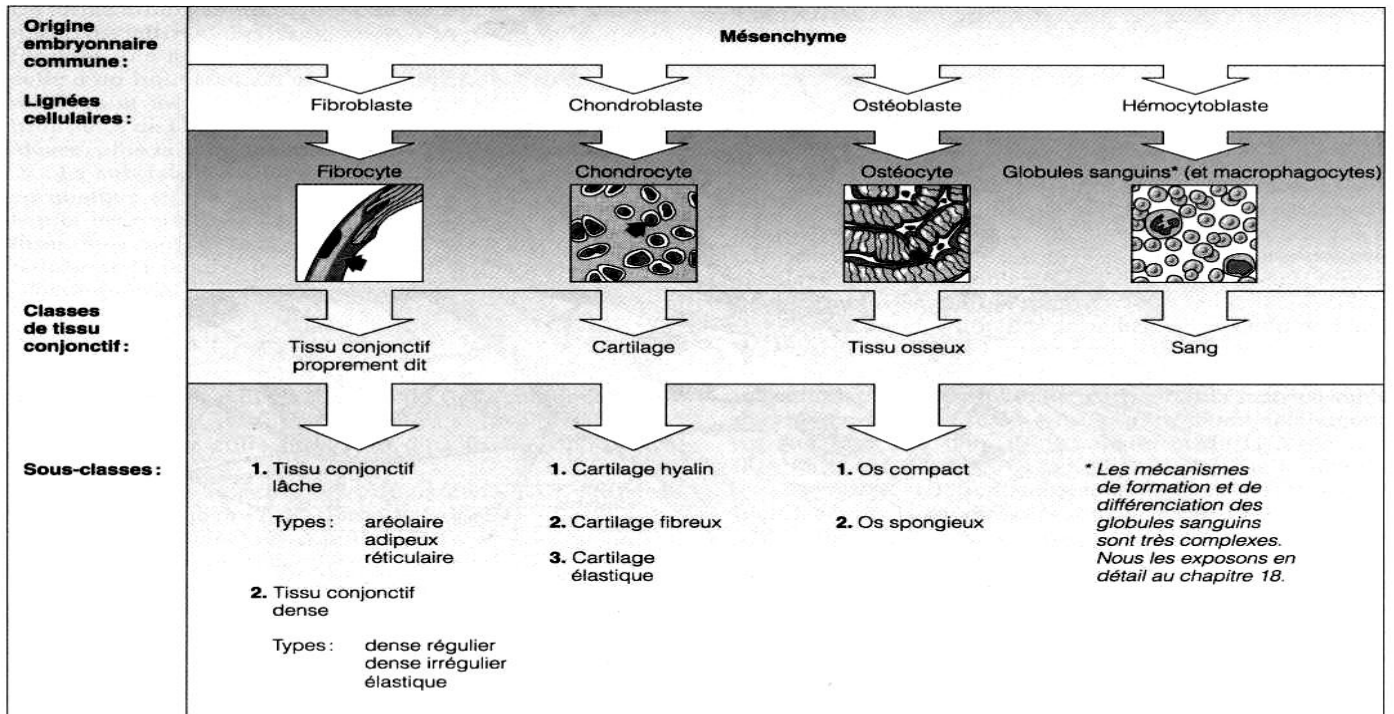 Origine
embryonnaire
commune :
Mésenchyme
Lignées
cellulaires :
Fibroblaste
Chondroblaste
Ostéoblaste
Hémocytoblaste
Fibrocyte
Chondrocyte
Ostéocyte
Globules sanguins* (et macrophagocytes)
Classes
de tissu
conjonctif :
Tissu conjonctif
proprement dit
Cartilage
Tissu osseux
Sang
Sous-classes :
1. Tissu conjonctif
lâche
Types : aréolaire
adipeux
réticulaire
2. Tissu conjonctif
dense
Types : dense régulier
dense irrégulier
élastique
1. Cartilage hyalin
2. Cartilage fibreux
3. Cartilage
élastique
1. Os compact
2. Os spongieux
* Les mécanismes
de formation et de
différenciation des
globules sanguins
sont très complexes.
Nous les exposons en
détail au chapitre 18.